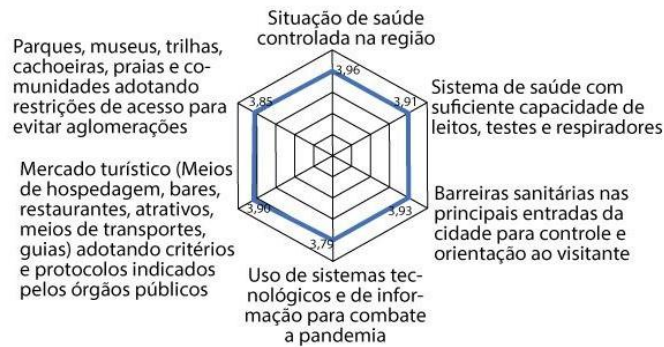 Situação de saúde
controlada na região
3,96
Parques, museus, trilhas,
cachoeiras, praias e co-
munidades adotando
restrições de acesso para
evitar aglomerações
3,85
3,91
Sistema de saúde com
suficiente capacidade de
leitos, testes e respiradores
Mercado turístico (Meios
de hospedagem, bares,
restaurantes, atrativos,
meios de transportes,
guias) adotando critérios
e protocolos indicados
pelos órgãos públicos
3,90
3,93
Barreiras sanitárias nas
principais entradas da
cidade para controle e
orientação ao visitante
3,79
Uso de sistemas tec-
nológicos e de infor-
mação para combate
a pandemia